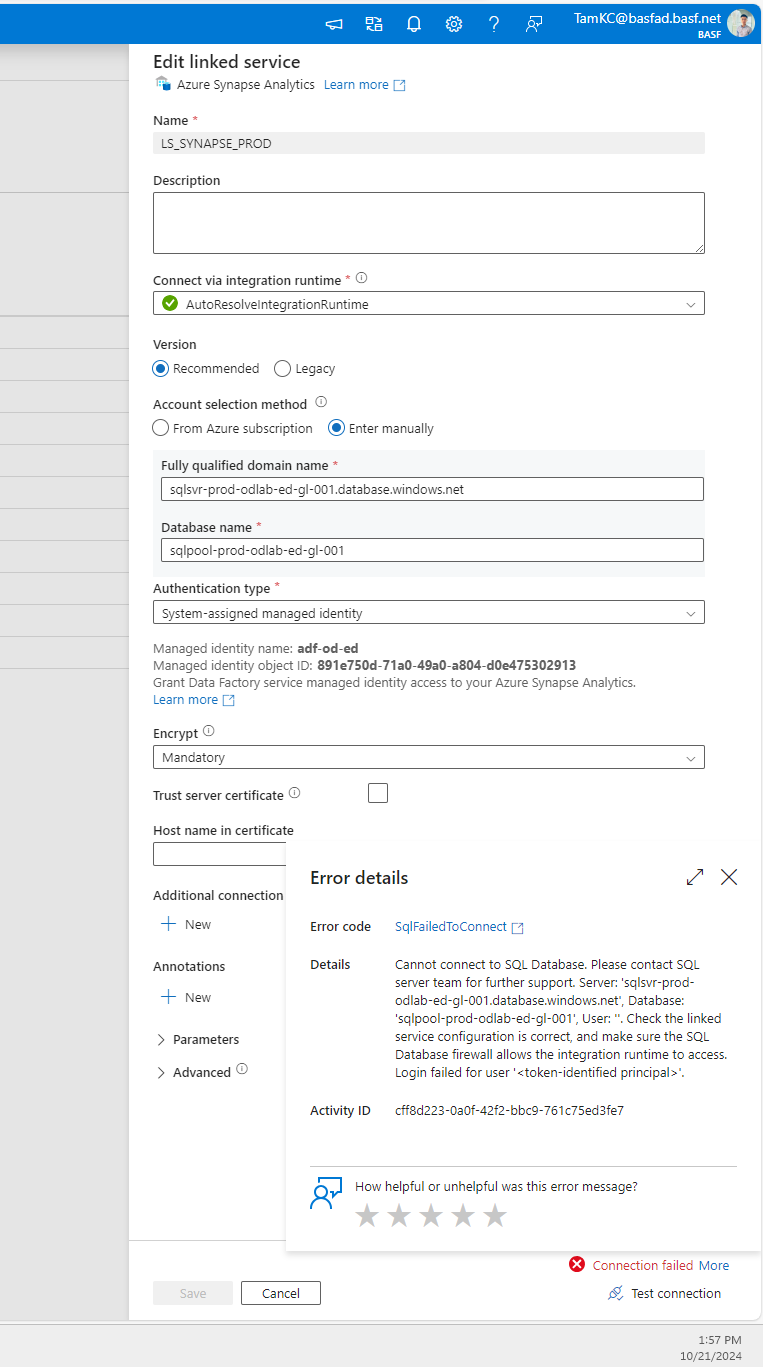 TamKC@basfad.basf.net
BASF
Edit linked service
Azure Synapse Analytics Learn more
Name *
LS_SYNAPSE_PROD
Description
Connect via integration runtime *
AutoResolveIntegrationRuntime
Version
Recommended Legacy
Account selection method
From Azure subscription Enter manually
Fully qualified domain name *
sqlsvr-prod-odlab-ed-gl-001.database.windows.net
Database name *
sqlpool-prod-odlab-ed-gl-001
Authentication type *
System-assigned managed identity
Managed identity name: adf-od-ed
Managed identity object ID: 891e750d-71a0-49a0-a804-d0e475302913
Grant Data Factory service managed identity access to your Azure Synapse Analytics.
Learn more
Encrypt
Mandatory
Trust server certificate
Host name in certificate
Additional connection
New
Annotations
New
Parameters
Advanced
Error details
Error code SqlFailedToConnect
Details Cannot connect to SQL Database. Please contact SQL
server team for further support. Server: 'sqlsvr-prod-
odlab-ed-gl-001.database.windows.net', Database:
'sqlpool-prod-odlab-ed-gl-001', User: ''. Check the linked
service configuration is correct, and make sure the SQL
Database firewall allows the integration runtime to access.
Login failed for user '<token-identified principal>'.
Activity ID cff8d223-0a0f-42f2-bbc9-761c75ed3fe7
How helpful or unhelpful was this error message?
Connection failed More
Save Cancel Test connection
1:57 PM
10/21/2024